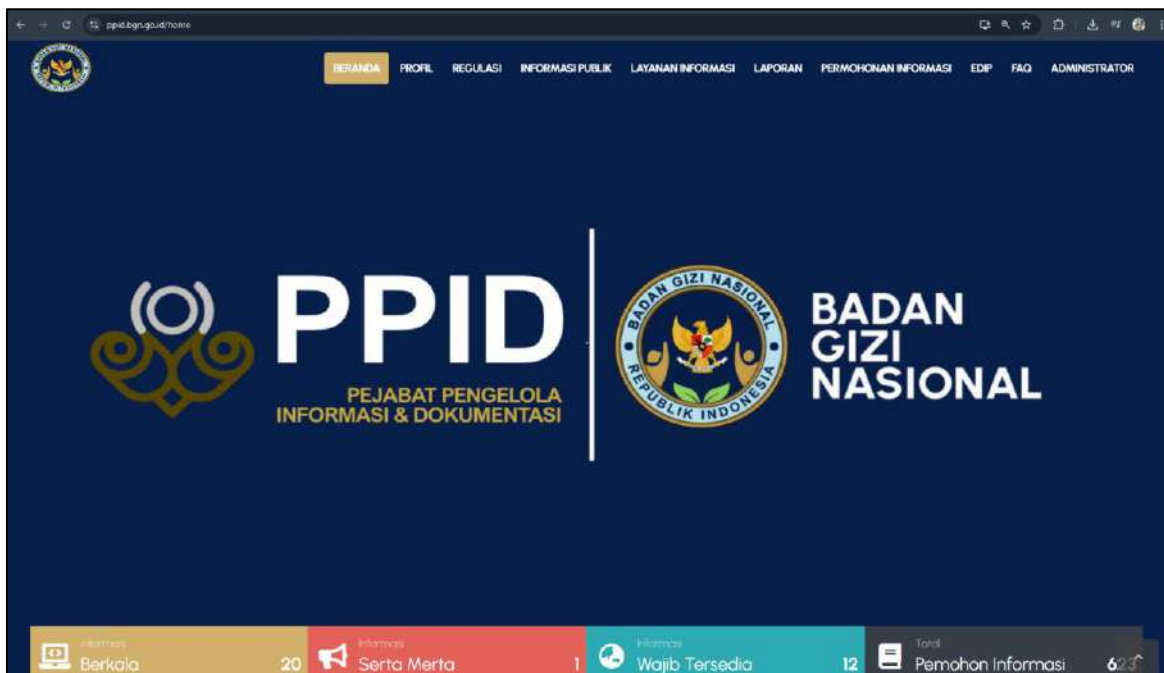 ppid.bgn.go.id/home
BERANDA PROFIL REGULASI INFORMASI PUBLIK LAYANAN INFORMASI LAPORAN PERMOHONAN INFORMASI EDIP FAQ ADMINISTRATOR
PPID
PEJABAT PENGELOLA
INFORMASI & DOKUMENTASI
BADAN GIZI NASIONAL
REPUBLIK INDONESIA
BADAN
GIZI
NASIONAL
Informasi
Berkala 20
Informasi
Serta Merta 1
Informasi
Wajib Tersedia 12
Total
Pemohon Informasi 623